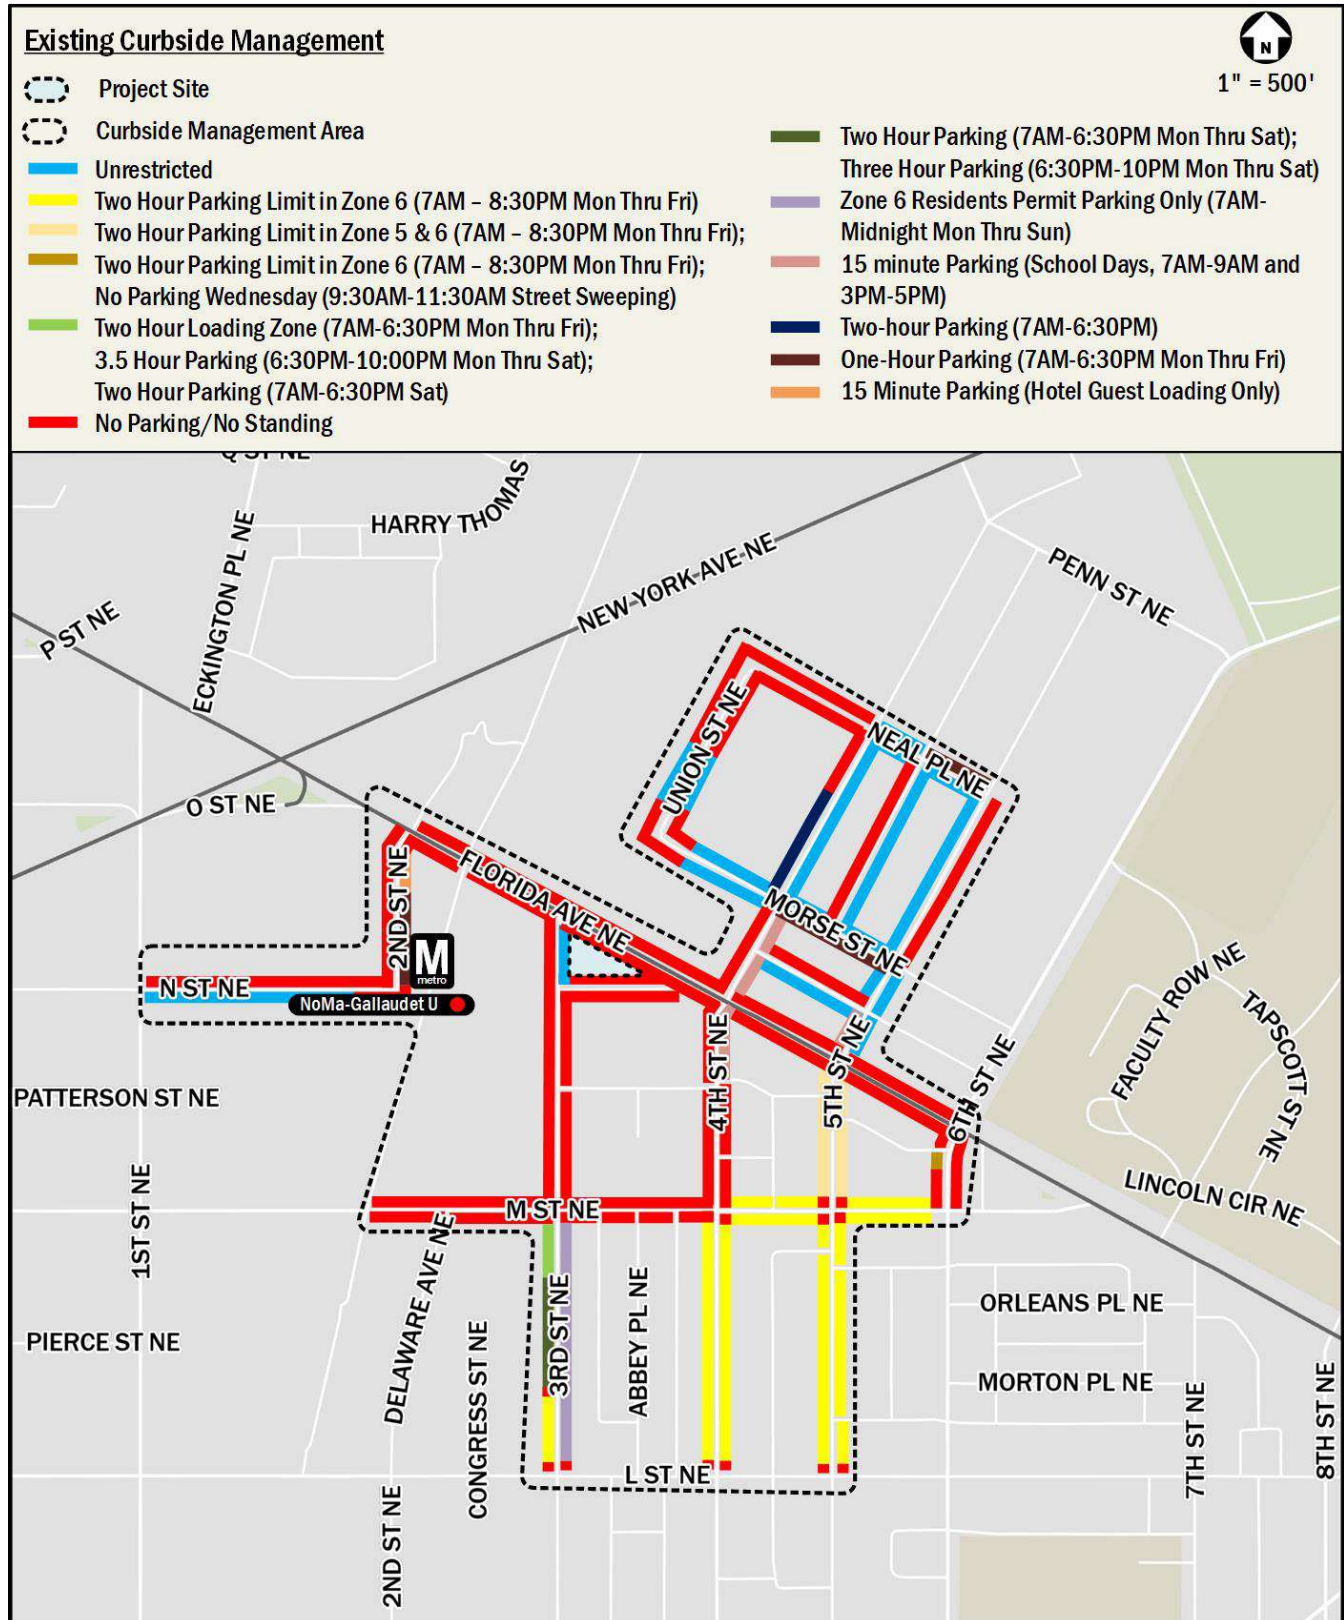 Existing Curbside Management
N
1" = 500'
Project Site
Curbside Management Area
Unrestricted
Two Hour Parking Limit in Zone 6 (7AM – 8:30PM Mon Thru Fri)
Two Hour Parking Limit in Zone 5 & 6 (7AM – 8:30PM Mon Thru Fri);
Two Hour Parking Limit in Zone 6 (7AM – 8:30PM Mon Thru Fri);
No Parking Wednesday (9:30AM-11:30AM Street Sweeping)
Two Hour Loading Zone (7AM-6:30PM Mon Thru Fri);
3.5 Hour Parking (6:30PM-10:00PM Mon Thru Sat);
Two Hour Parking (7AM-6:30PM Sat)
No Parking/No Standing
Two Hour Parking (7AM-6:30PM Mon Thru Sat);
Three Hour Parking (6:30PM-10PM Mon Thru Sat)
Zone 6 Residents Permit Parking Only (7AM-
Midnight Mon Thru Sun)
15 minute Parking (School Days, 7AM-9AM and
3PM-5PM)
Two-hour Parking (7AM-6:30PM)
One-Hour Parking (7AM-6:30PM Mon Thru Fri)
15 Minute Parking (Hotel Guest Loading Only)
Q ST NE
HARRY THOMAS
ECKINGTON PL NE
NEW YORK AVE NE
PENN ST NE
P ST NE
UNION ST NE
NEAL PL NE
O ST NE
FLORIDA AVE NE
2ND ST NE
MORSE ST NE
M
metro
N ST NE
NoMa-Gallaudet U
FACULTY ROW NE
TAPSCOTT ST NE
4TH ST NE
5TH ST NE
6TH ST NE
PATTERSON ST NE
1ST ST NE
M ST NE
LINCOLN CIR NE
DELAWARE AVE NE
3RD ST NE
ABBEY PL NE
ORLEANS PL NE
PIERCE ST NE
CONGRESS ST NE
MORTON PL NE
7TH ST NE
8TH ST NE
L ST NE
2ND ST NE